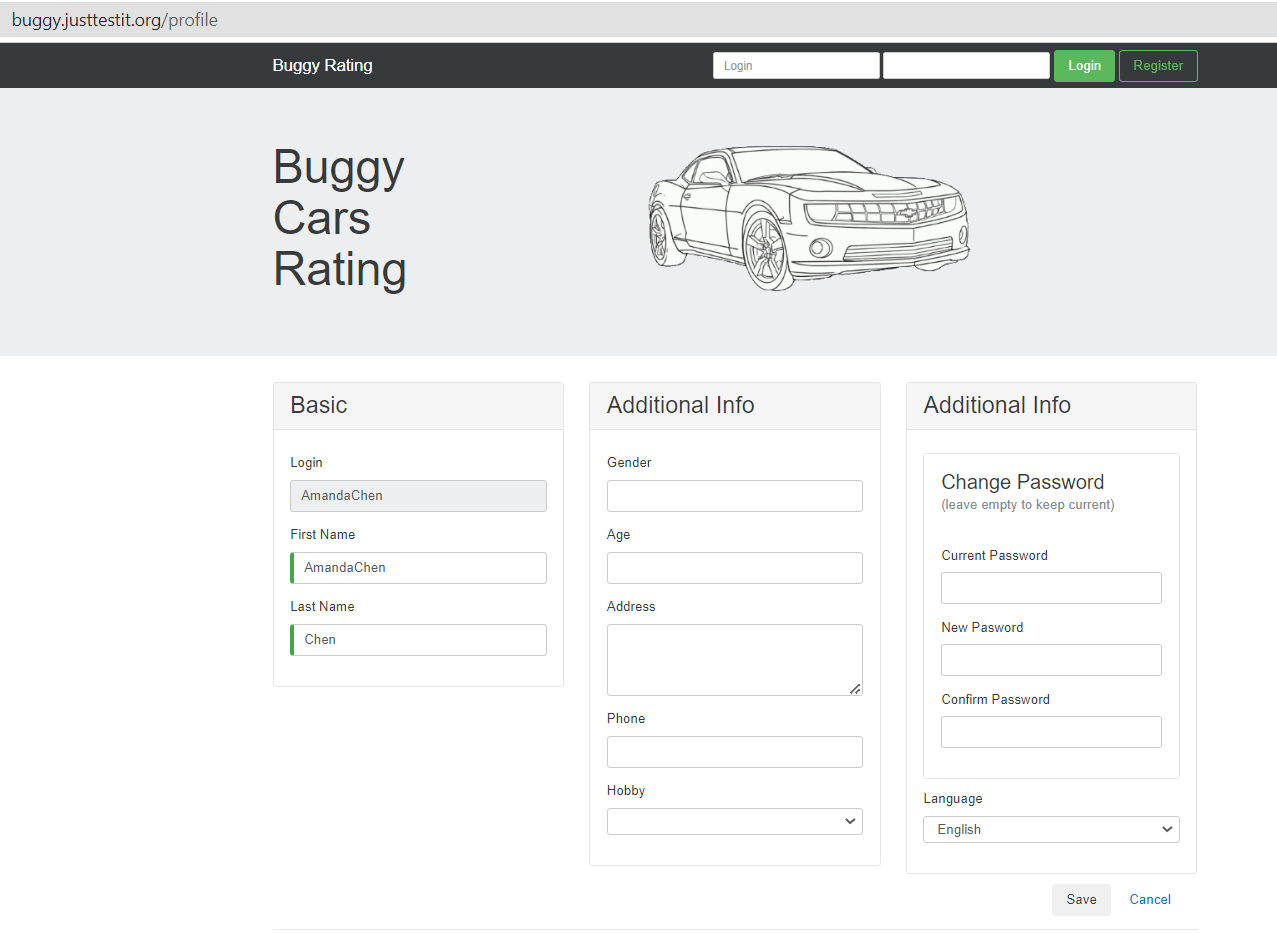 buggy.justtestit.org/profile
Buggy Rating
Login
Login
Register
Buggy
Cars
Rating
Basic
Login
AmandaChen
First Name
AmandaChen
Last Name
Chen
Additional Info
Gender
Age
Address
Phone
Hobby
Additional Info
Change Password
(leave empty to keep current)
Current Password
New Pasword
Confirm Password
Language
English
Save
Cancel